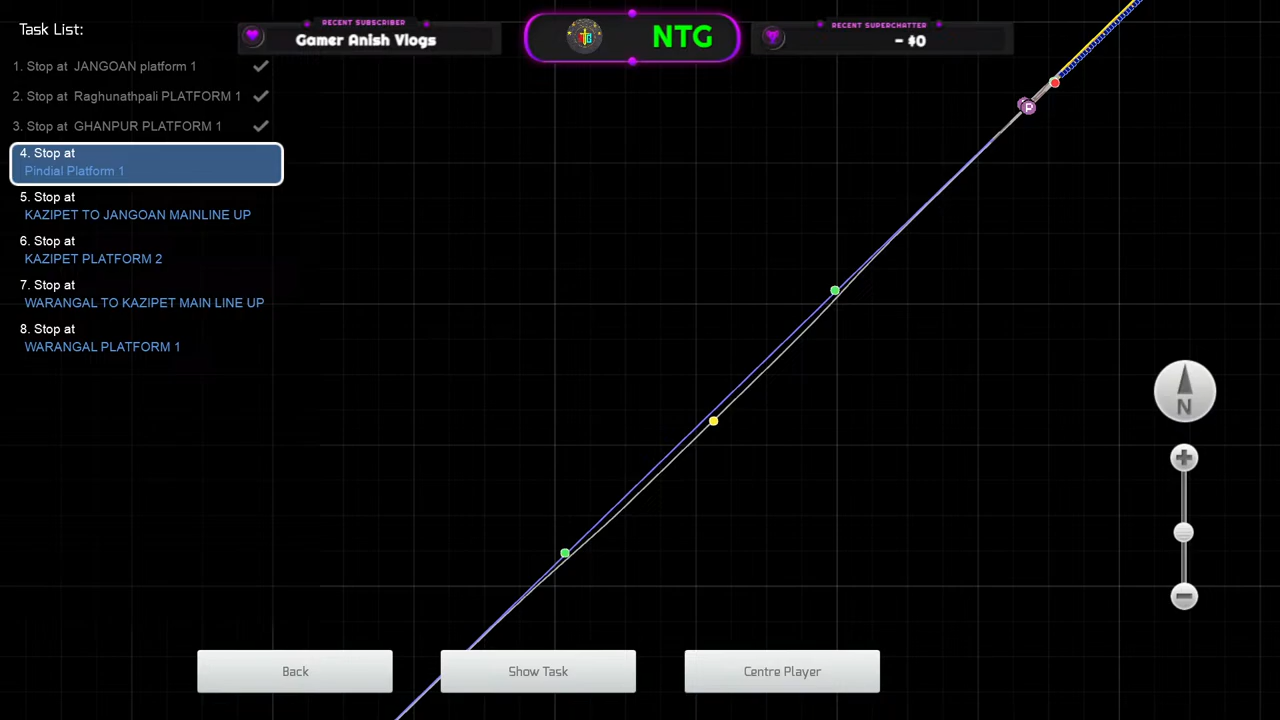 Task List:
RECENT SUBSCRIBER
Gamer Anish Vlogs
NTG
RECENT SUPERCHATTER
- $0
1. Stop at JANGOAN platform 1
2. Stop at Raghunathpali PLATFORM 1
3. Stop at GHANPUR PLATFORM 1
4. Stop at
Pindial Platform 1
5. Stop at
KAZIPET TO JANGOAN MAINLINE UP
6. Stop at
KAZIPET PLATFORM 2
7. Stop at
WARANGAL TO KAZIPET MAIN LINE UP
8. Stop at
WARANGAL PLATFORM 1
P
N
Back
Show Task
Centre Player